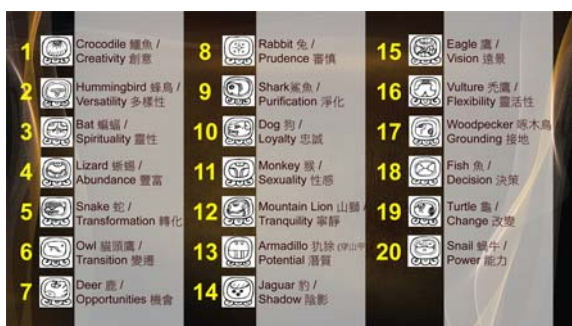 1 Crocodile 鱷魚 /
Creativity 創意
2 Hummingbird 蜂鳥 /
Versatility 多樣性
3 Bat 蝙蝠 /
Spirituality 靈性
4 Lizard 蜥蜴 /
Abundance 豐富
5 Snake 蛇 /
Transformation 轉化
6 Owl 貓頭鷹 /
Transition 變遷
7 Deer 鹿 /
Opportunities 機會
8 Rabbit 兔 /
Prudence 審慎
9 Shark 鯊魚 /
Purification 淨化
10 Dog 狗 /
Loyalty 忠誠
11 Monkey 猴 /
Sexuality 性感
12 Mountain Lion 山獅 /
Tranquility 寧靜
13 Armadillo 犰狳 (穿山甲
Potential 潛質
14 Jaguar 豹 /
Shadow 陰影
15 Eagle 鷹 /
Vision 遠景
16 Vulture 禿鷹 /
Flexibility 靈活性
17 Woodpecker 啄木鳥
Grounding 接地
18 Fish 魚 /
Decision 決策
19 Turtle 龜 /
Change 改變
20 Snail 蝸牛 /
Power 能力